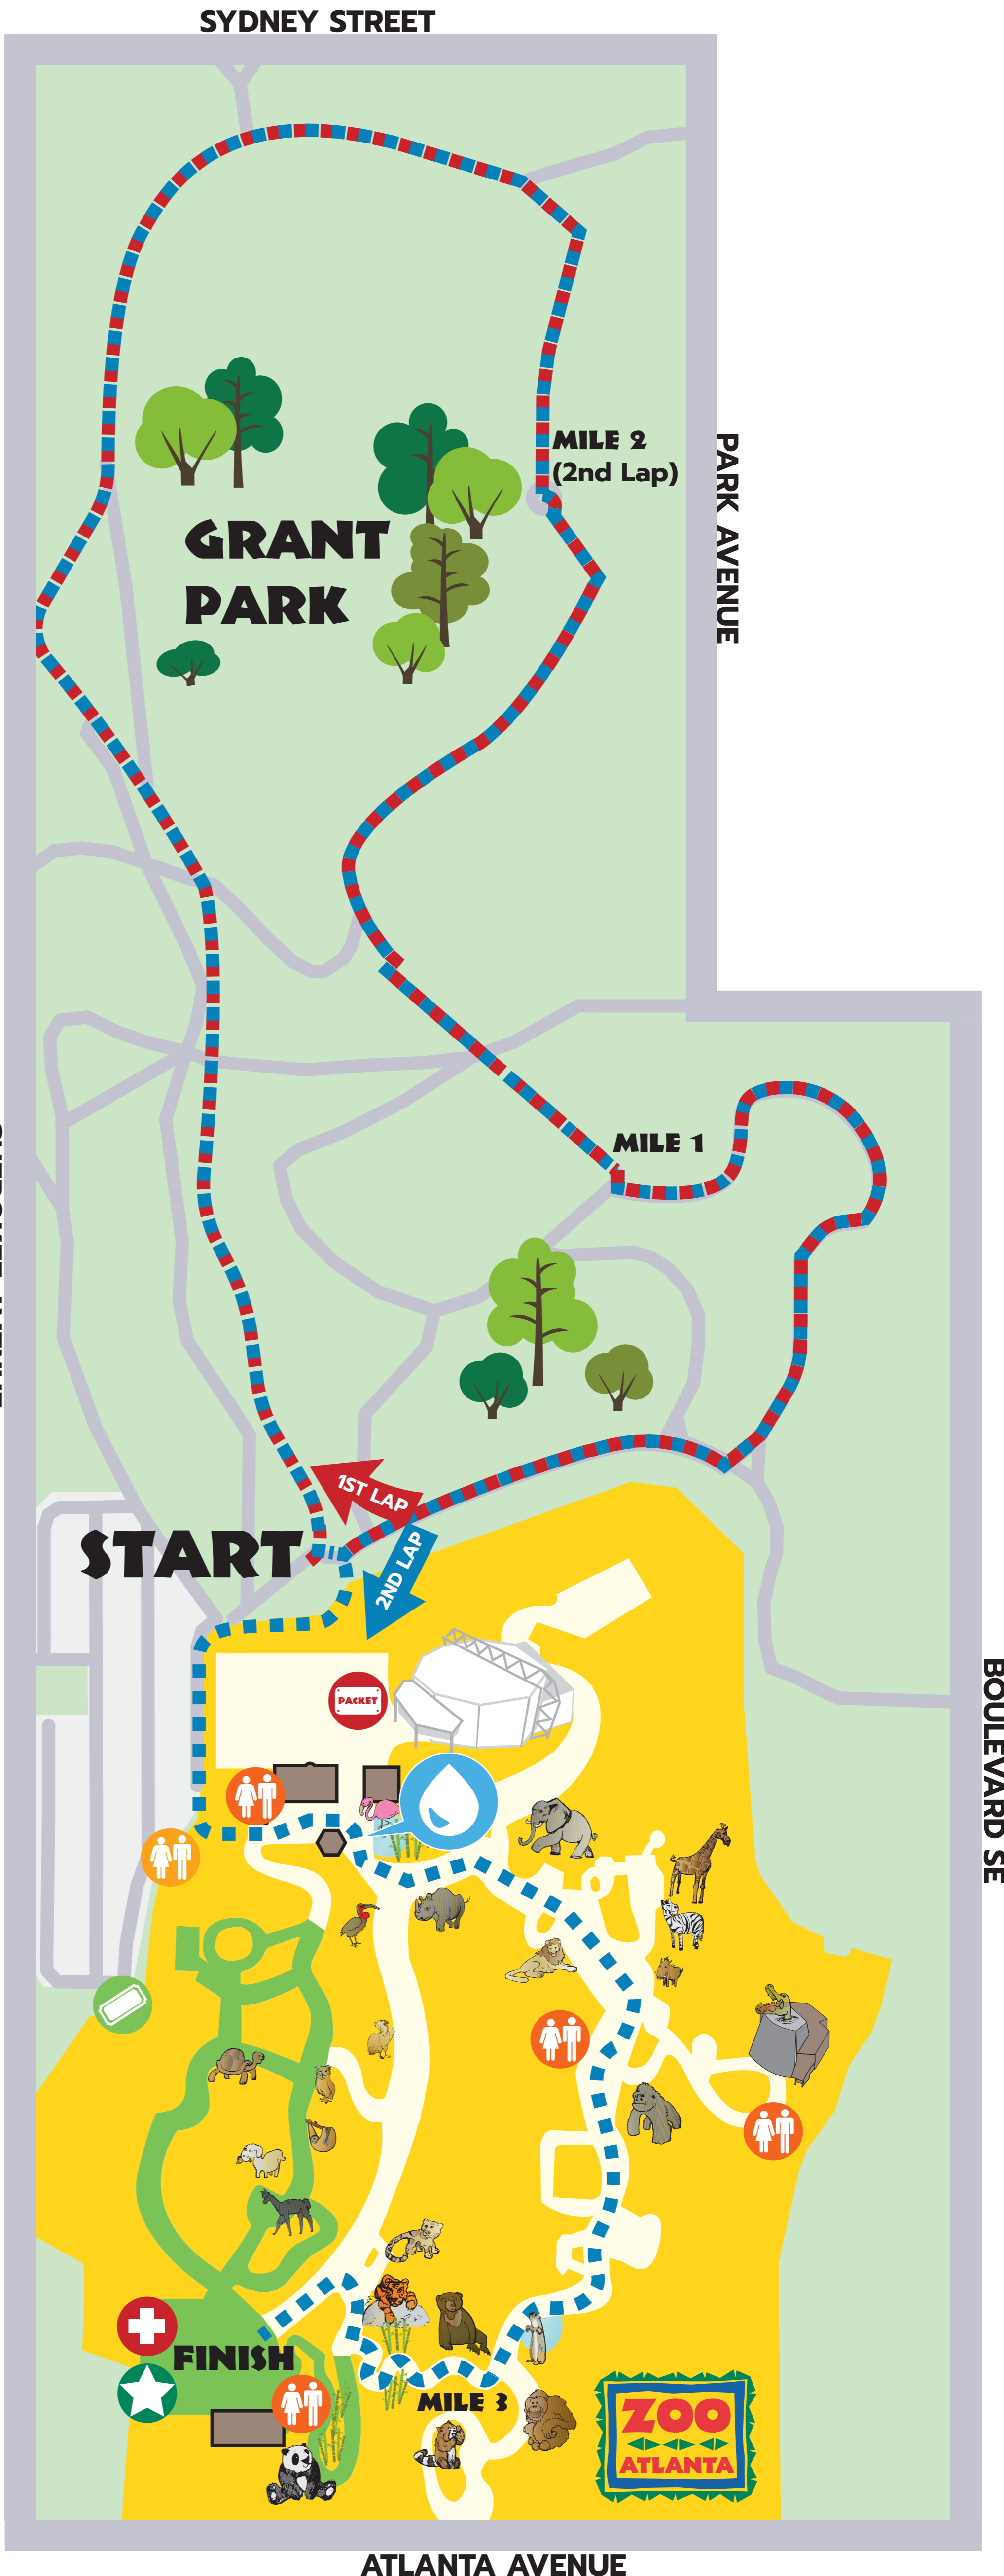 SYDNEY STREET
MILE 2
(2nd Lap)
PARK AVENUE
GRANT
PARK
MILE 1
1ST LAP
START
2ND LAP
PACKET
BOULEVARD SE
FINISH
MILE 3
ZOO
ATLANTA
ATLANTA AVENUE